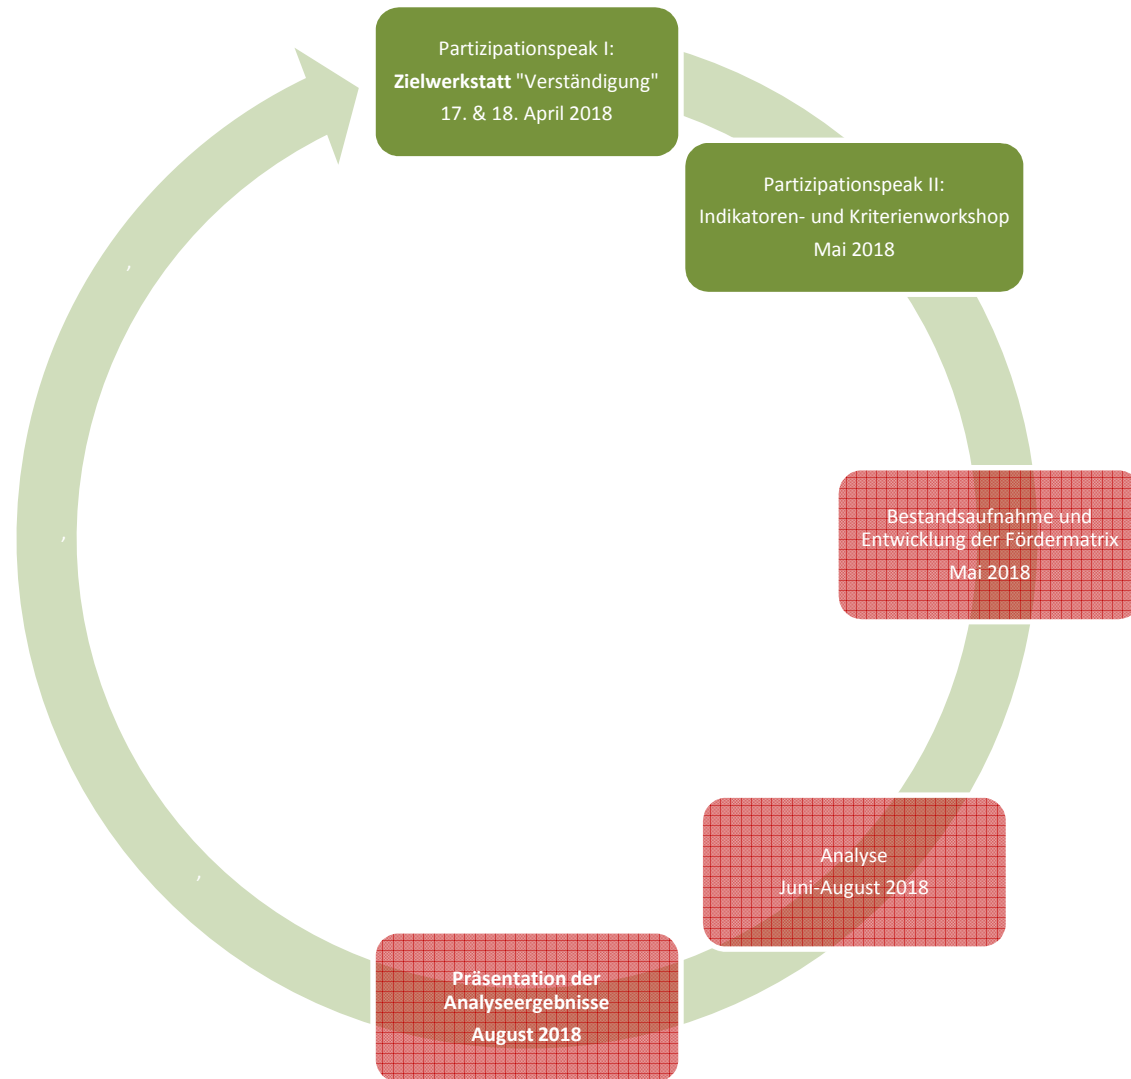 Partizipationspeak I:
Zielwerkstatt "Verständigung"
17. & 18. April 2018
Partizipationspeak II:
Indikatoren- und Kriterienworkshop
Mai 2018
Bestandsaufnahme und
Entwicklung der Fördermatrix
Mai 2018
Analyse
Juni-August 2018
Präsentation der
Analyseergebnisse
August 2018
,
,
,